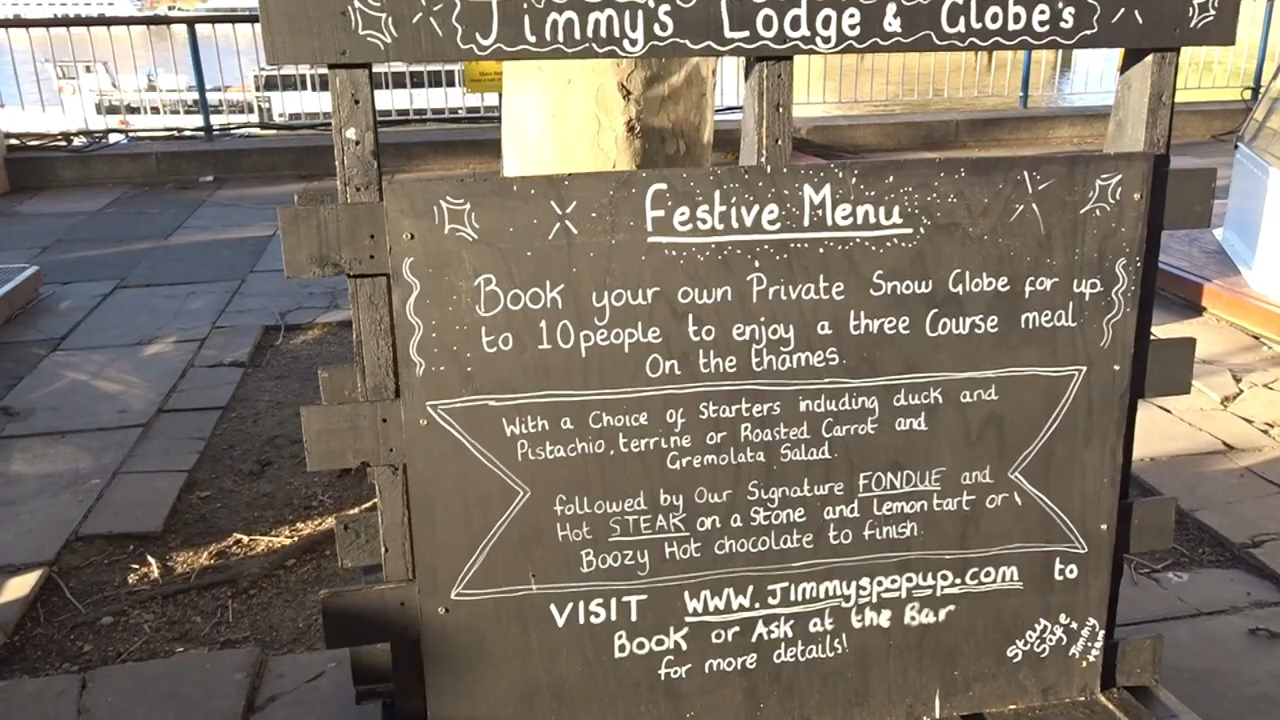 Jimmy's Lodge & Globe's
Festive Menu
Book your own Private Snow Globe for up
to 10 people to enjoy a three Course meal
On the thames.
With a Choice of Starters including duck and
Pistachio, terrine or Roasted Carrot and
Gremolata Salad.
followed by Our Signature FONDUE and
Hot STEAK on a Stone and Lemon tart or
Boozy Hot chocolate to finish.
VISIT WWW.Jimmyspopup.com to
Book or Ask at the Bar
for more details!
Stay
Safe x
Jimmy
team